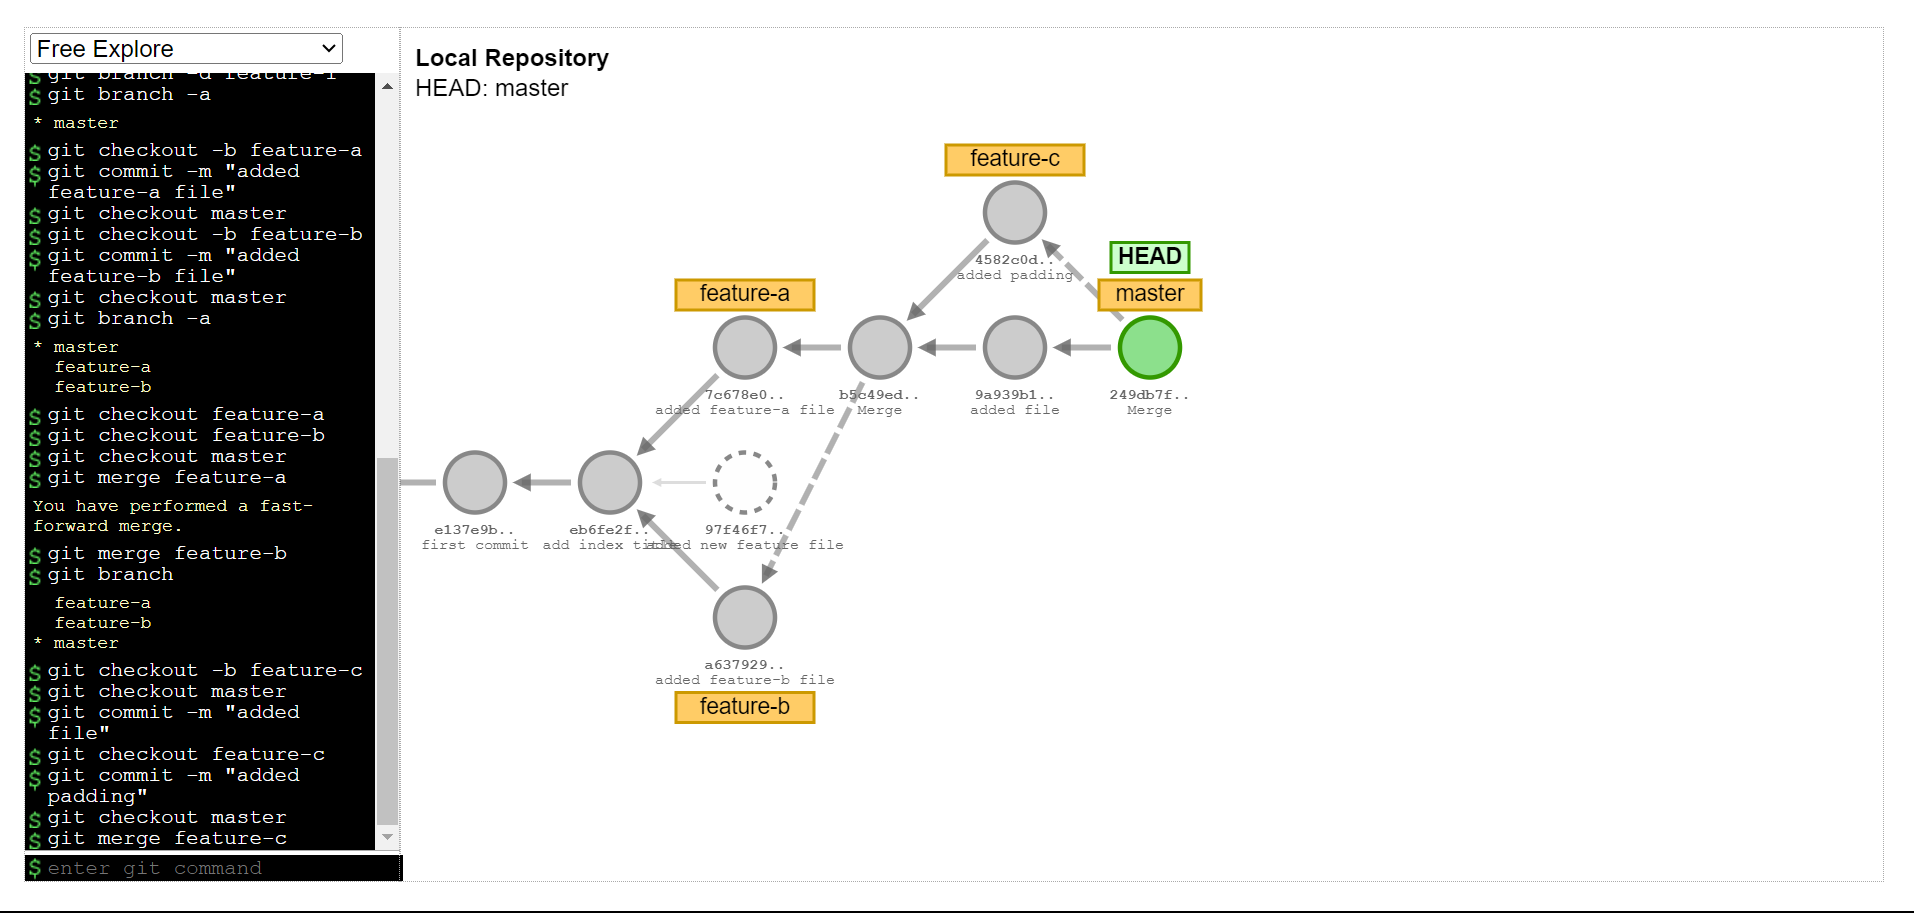 Free Explore
$ git branch -d feature-1
$ git branch -a
* master
$ git checkout -b feature-a
$ git commit -m "added
feature-a file"
$ git checkout master
$ git checkout -b feature-b
$ git commit -m "added
feature-b file"
$ git checkout master
$ git branch -a
* master
feature-a
feature-b
$ git checkout feature-a
$ git checkout feature-b
$ git checkout master
$ git merge feature-a
You have performed a fast-
forward merge.
$ git merge feature-b
$ git branch
feature-a
feature-b
* master
$ git checkout -b feature-c
$ git checkout master
$ git commit -m "added
file"
$ git checkout feature-c
$ git commit -m "added
padding"
$ git checkout master
$ git merge feature-c
$ enter git command
Local Repository
HEAD: master
feature-c
4582c0d..
added padding
HEAD
master
feature-a
7c678e0..
added feature-a file
b5c49ed..
Merge
9a939b1..
added file
249db7f..
Merge
e137e9b..
first commit
eb6fe2f..
add index title
97f46f7..
added new feature file
a637929..
added feature-b file
feature-b